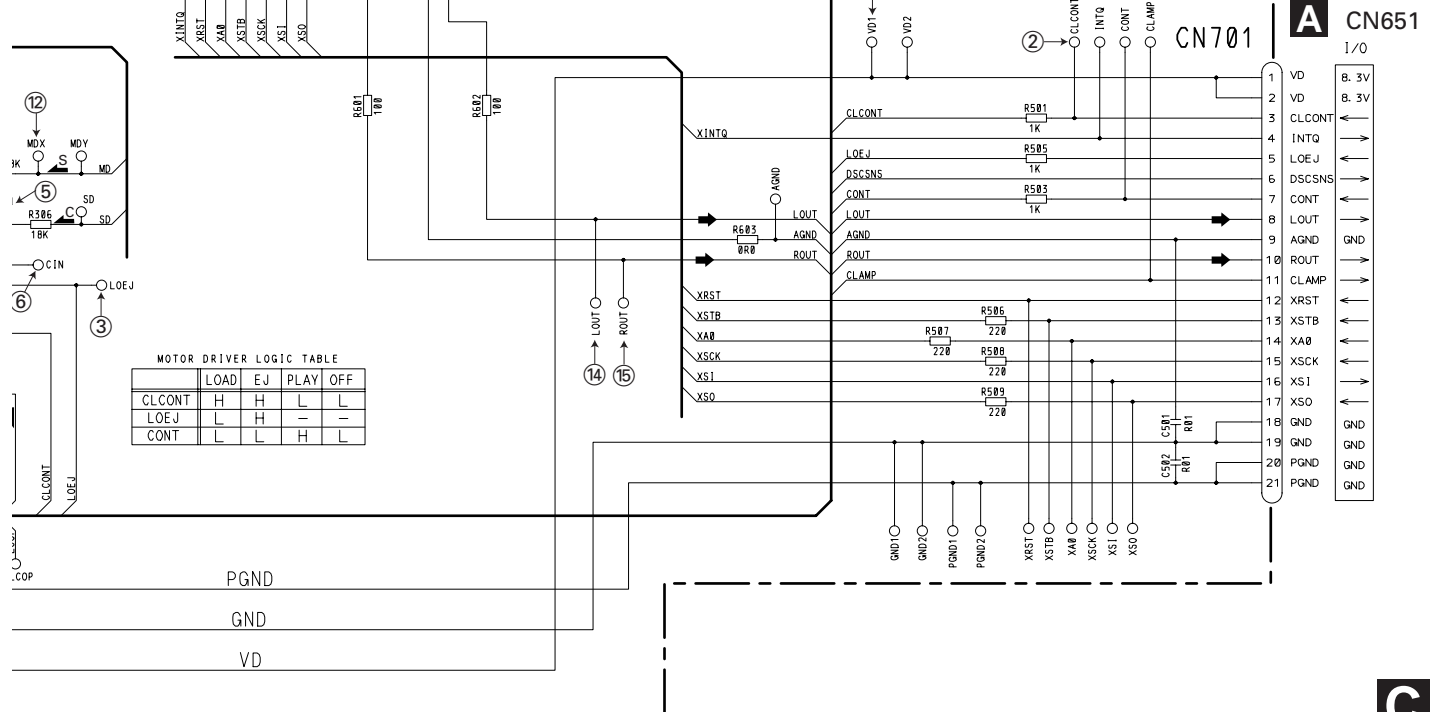 XINTQ
XRST
XA0
XSTB
XSCK
XSI
XSO
VD1
VD2
②
CLCONT
INTQ
CONT
CLAMP
CN701
A CN651
I/O
⑫
MDX
MDY
S
MD
⑤
SD
C
R306
18K
SD
CIN
⑥
LOEJ
③
R601
100
R602
100
XINTQ
CLCONT
LOEJ
DSCSNS
CONT
LOUT
AGND
ROUT
CLAMP
R501
1K
R505
1K
R503
1K
AGND
R603
0R0
LOUT
AGND
ROUT
LOUT
ROUT
⑭
⑮
XRST
XSTB
XA0
XSCK
XSI
XSO
R506
220
R507
220
R508
220
R509
220
C501
R01
C502
R01
1 VD 8.3V
2 VD 8.3V
3 CLCONT ←
4 INTQ →
5 LOEJ ←
6 DSCSNS →
7 CONT ←
8 LOUT →
9 AGND GND
10 ROUT →
11 CLAMP →
12 XRST ←
13 XSTB ←
14 XA0 ←
15 XSCK ←
16 XSI →
17 XSO ←
18 GND GND
19 GND GND
20 PGND GND
21 PGND GND
MOTOR DRIVER LOGIC TABLE
LOAD EJ PLAY OFF
CLCONT H H L L
LOEJ L H – –
CONT L L H L
CLCONT
LOEJ
GND1
GND2
PGND1
PGND2
XRST
XSTB
XA0
XSCK
XSI
XSO
PGND
GND
VD
C